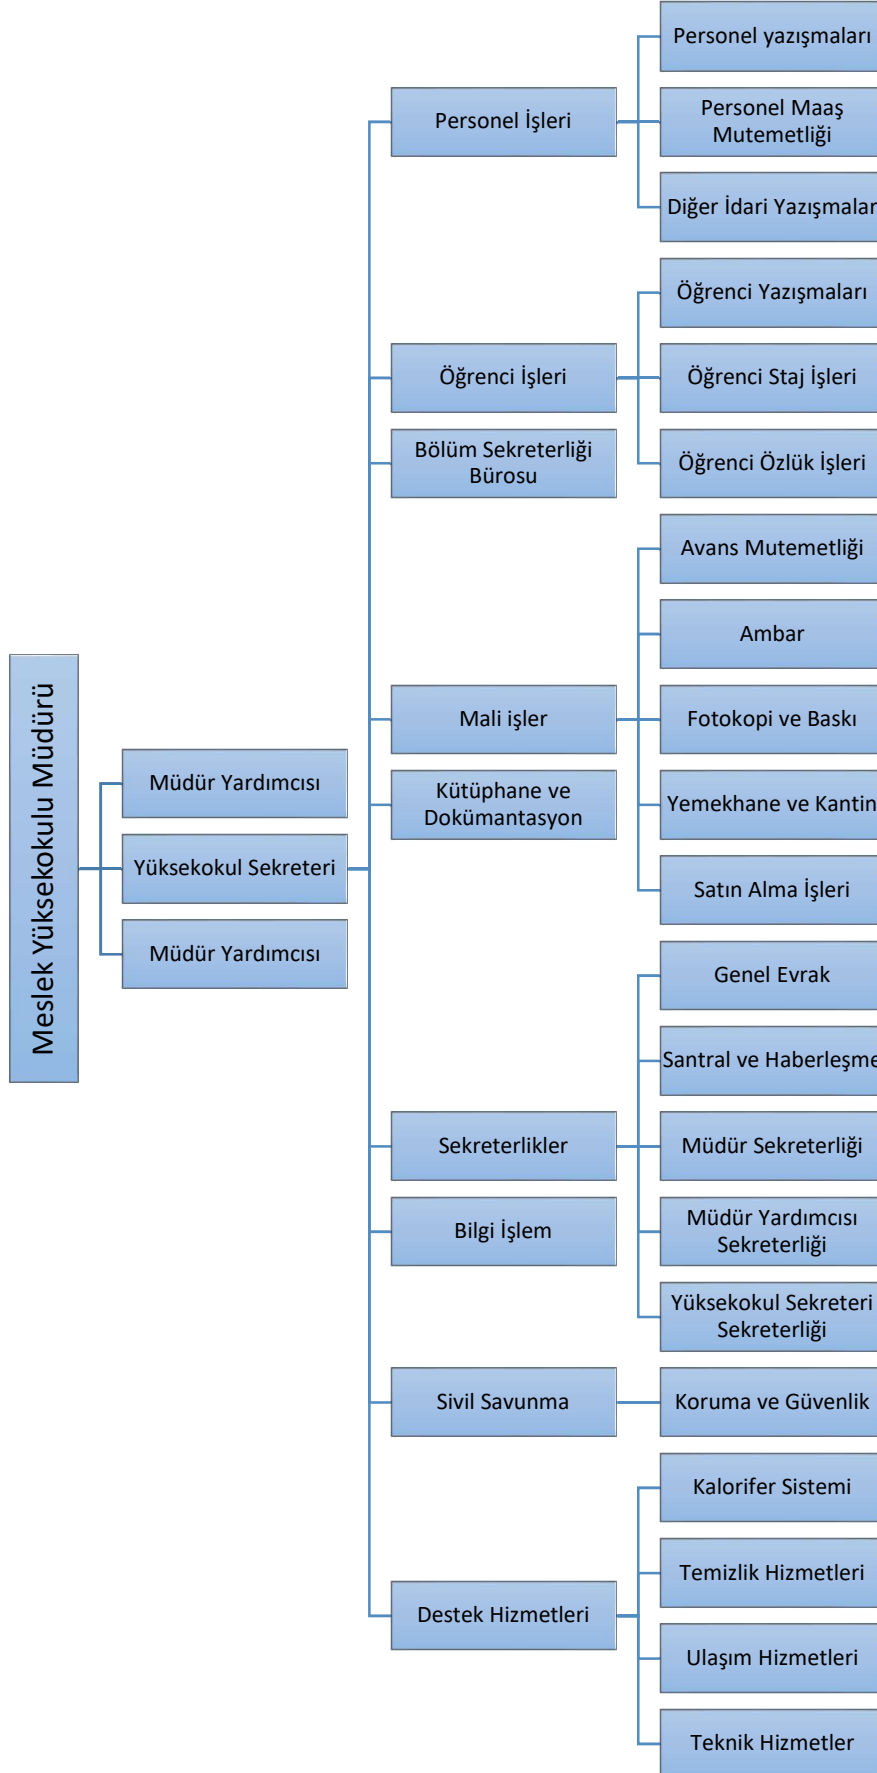 Meslek Yüksekokulu Müdürü
Müdür Yardımcısı
Yüksekokul Sekreteri
Müdür Yardımcısı
Personel İşleri
Personel yazışmaları
Personel Maaş
Mutemetliği
Diğer İdari Yazışmalar
Öğrenci İşleri
Öğrenci Yazışmaları
Öğrenci Staj İşleri
Öğrenci Özlük İşleri
Bölüm Sekreterliği
Bürosu
Mali işler
Avans Mutemetliği
Ambar
Fotokopi ve Baskı
Yemekhane ve Kantin
Satın Alma İşleri
Kütüphane ve
Dokümantasyon
Sekreterlikler
Genel Evrak
Santral ve Haberleşme
Müdür Sekreterliği
Müdür Yardımcısı
Sekreterliği
Yüksekokul Sekreteri
Sekreterliği
Bilgi İşlem
Sivil Savunma
Koruma ve Güvenlik
Destek Hizmetleri
Kalorifer Sistemi
Temizlik Hizmetleri
Ulaşım Hizmetleri
Teknik Hizmetler